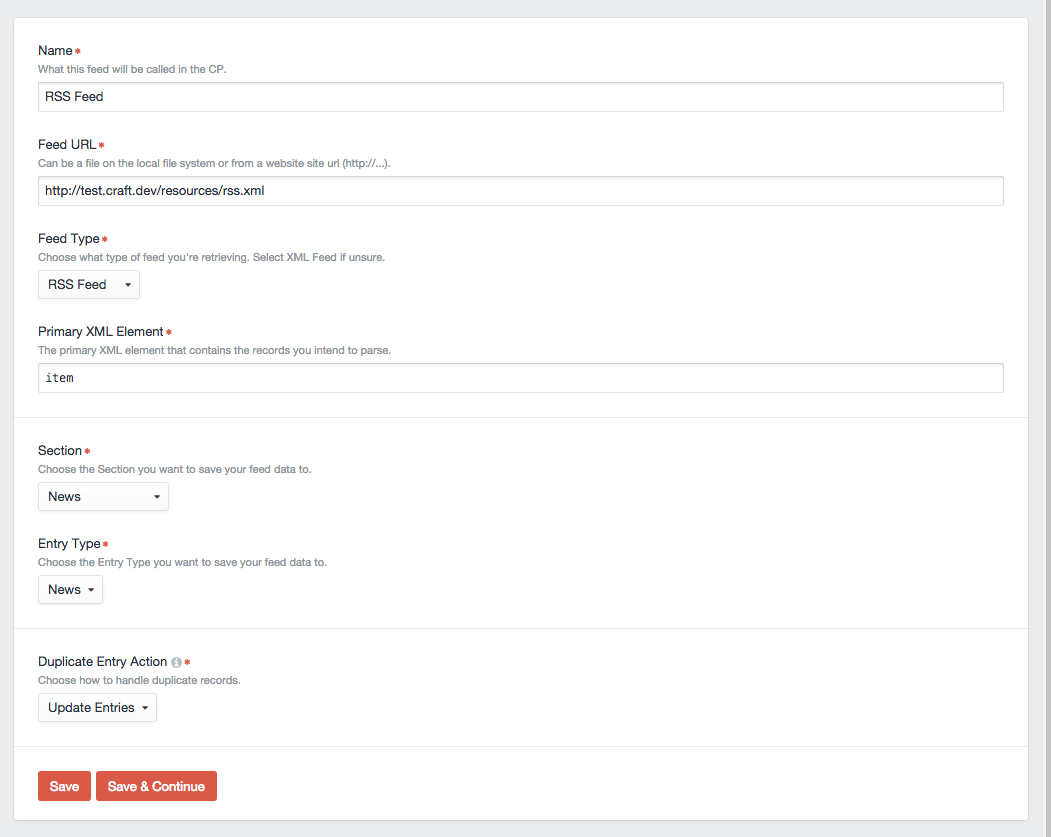 Name*
What this feed will be called in the CP.
RSS Feed
Feed URL*
Can be a file on the local file system or from a website site url (http://...).
http://test.craft.dev/resources/rss.xml
Feed Type*
Choose what type of feed you're retrieving. Select XML Feed if unsure.
RSS Feed
Primary XML Element*
The primary XML element that contains the records you intend to parse.
item
Section*
Choose the Section you want to save your feed data to.
News
Entry Type*
Choose the Entry Type you want to save your feed data to.
News
Duplicate Entry Action i*
Choose how to handle duplicate records.
Update Entries
Save Save & Continue